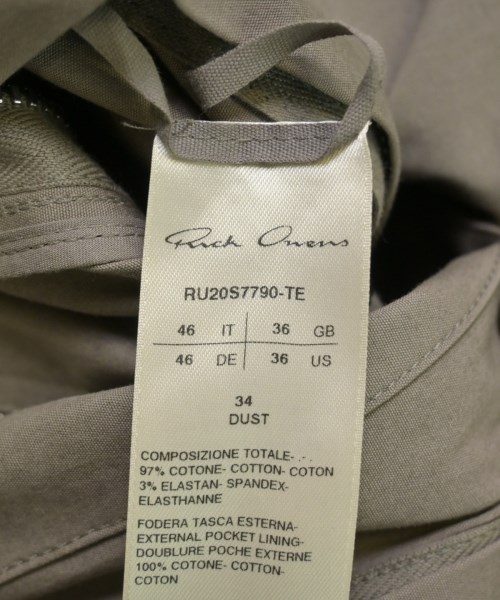 Rick Owens
RU20S7790-TE
46 IT 36 GB
46 DE 36 US
34
DUST
COMPOSIZIONE TOTALE- . - .
97% COTONE- COTTON- COTON
3% ELASTAN- SPANDEX-
ELASTHANNE
FODERA TASCA ESTERNA-
EXTERNAL POCKET LINING-
DOUBLURE POCHE EXTERNE
100% COTONE- COTTON-
COTON